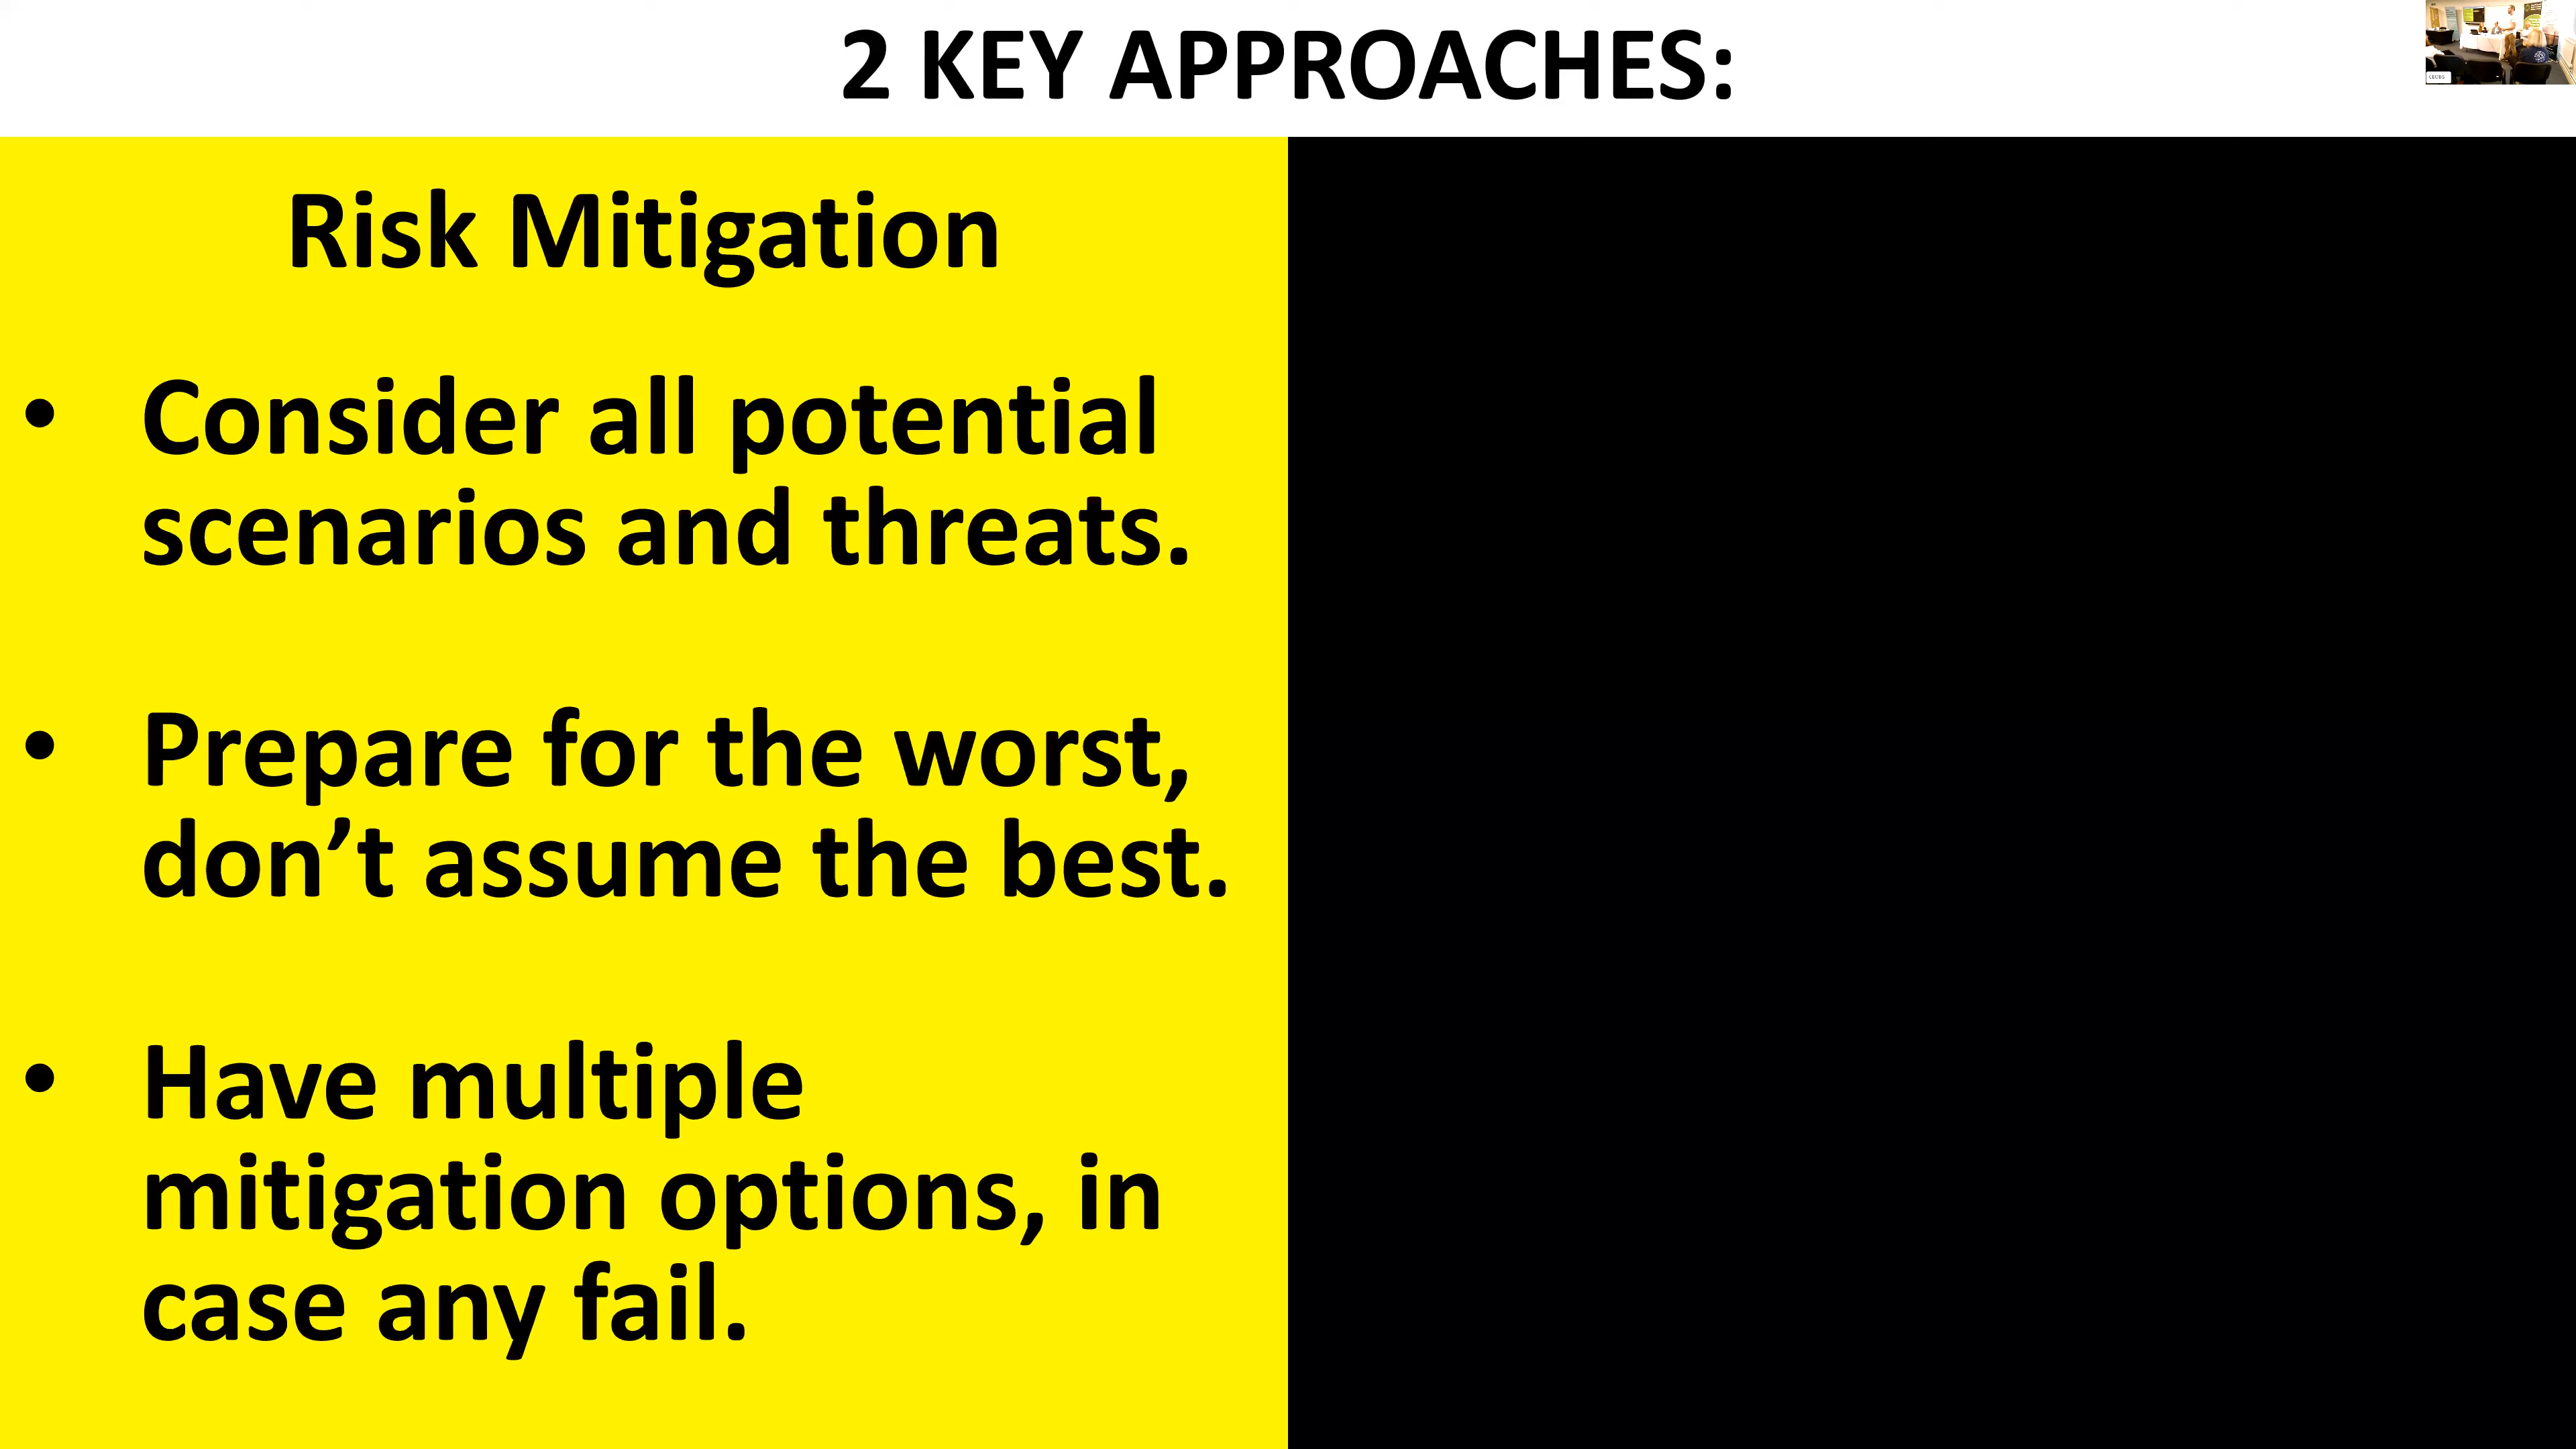 2 KEY APPROACHES:
Risk Mitigation
• Consider all potential
scenarios and threats.
• Prepare for the worst,
don’t assume the best.
• Have multiple
mitigation options, in
case any fail.